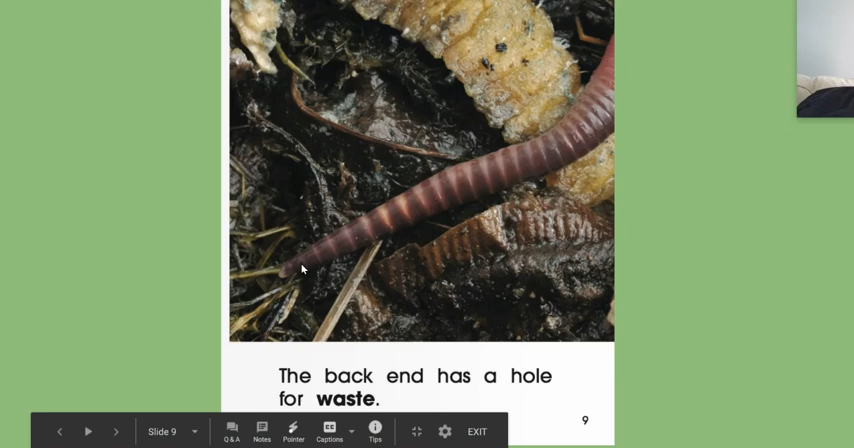 The back end has a hole
for waste.
9
Slide 9
Q & A
Notes
Pointer
Captions
Tips
EXIT